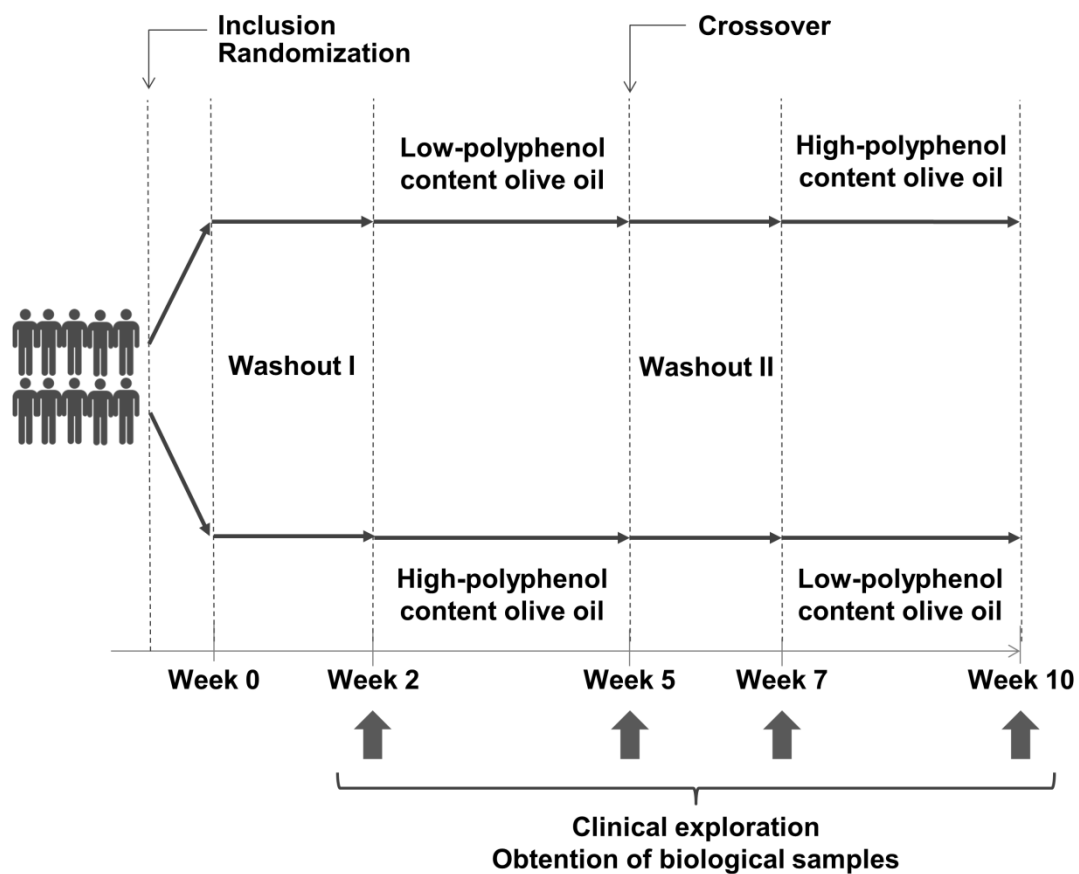 Inclusion
Randomization
Crossover
Low-polyphenol
content olive oil
High-polyphenol
content olive oil
Washout I
Washout II
High-polyphenol
content olive oil
Low-polyphenol
content olive oil
Week 0
Week 2
Week 5
Week 7
Week 10
Clinical exploration
Obtention of biological samples